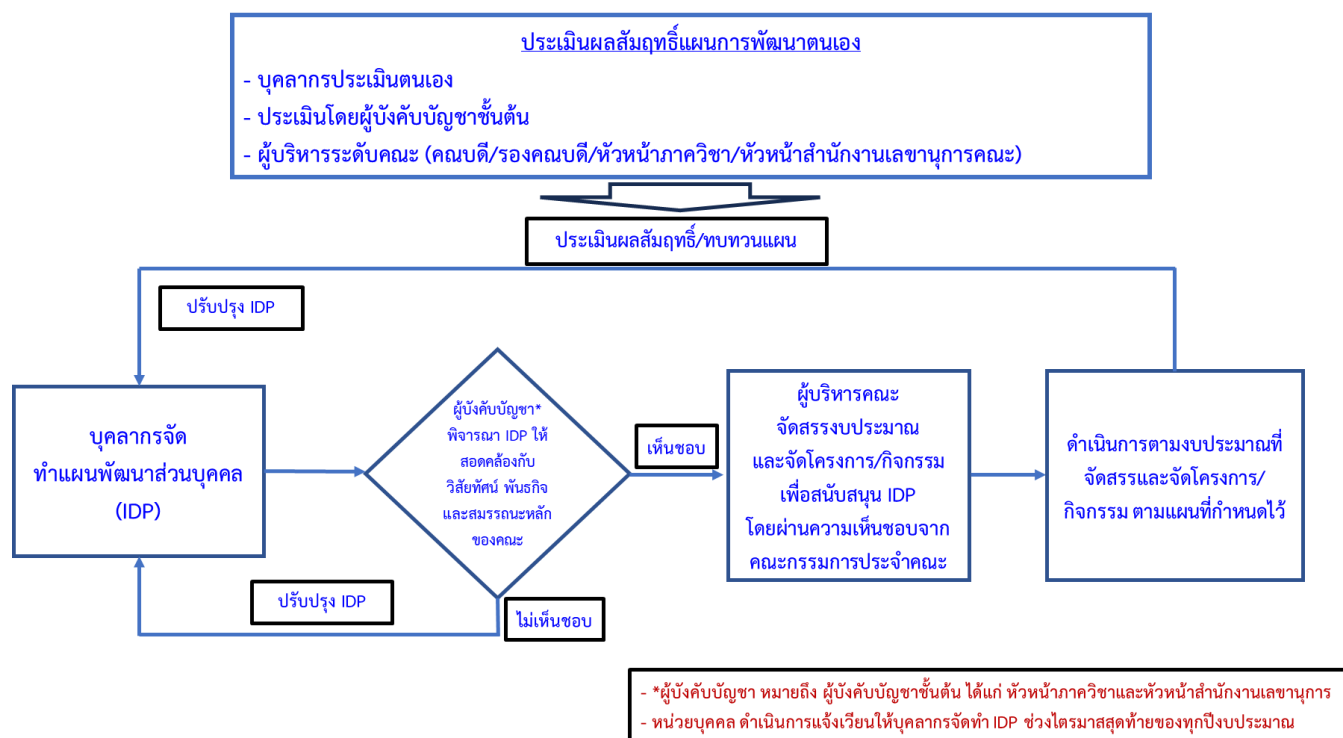 ประเมินผลสัมฤทธิ์แผนการพัฒนาตนเอง
- บุคลากรประเมินตนเอง
- ประเมินโดยผู้บังคับบัญชาชั้นต้น
- ผู้บริหารระดับคณะ (คณบดี/รองคณบดี/หัวหน้าภาควิชา/หัวหน้าสำนักงานเลขานุการคณะ)
ประเมินผลสัมฤทธิ์/ทบทวนแผน
ปรับปรุง IDP
บุคลากรจัด
ทำแผนพัฒนาส่วนบุคคล
(IDP)
ผู้บังคับบัญชา*
พิจารณา IDP ให้
สอดคล้องกับ
วิสัยทัศน์ พันธกิจ
และสมรรถนะหลัก
ของคณะ
เห็นชอบ
ผู้บริหารคณะ
จัดสรรงบประมาณ
และจัดโครงการ/กิจกรรม
เพื่อสนับสนุน IDP
โดยผ่านความเห็นชอบจาก
คณะกรรมการประจำคณะ
ดำเนินการตามงบประมาณที่
จัดสรรและจัดโครงการ/
กิจกรรม ตามแผนที่กำหนดไว้
ปรับปรุง IDP
ไม่เห็นชอบ
- *ผู้บังคับบัญชา หมายถึง ผู้บังคับบัญชาชั้นต้น ได้แก่ หัวหน้าภาควิชาและหัวหน้าสำนักงานเลขานุการ
- หน่วยบุคคล ดำเนินการแจ้งเวียนให้บุคลากรจัดทำ IDP ช่วงไตรมาสสุดท้ายของทุกปีงบประมาณ